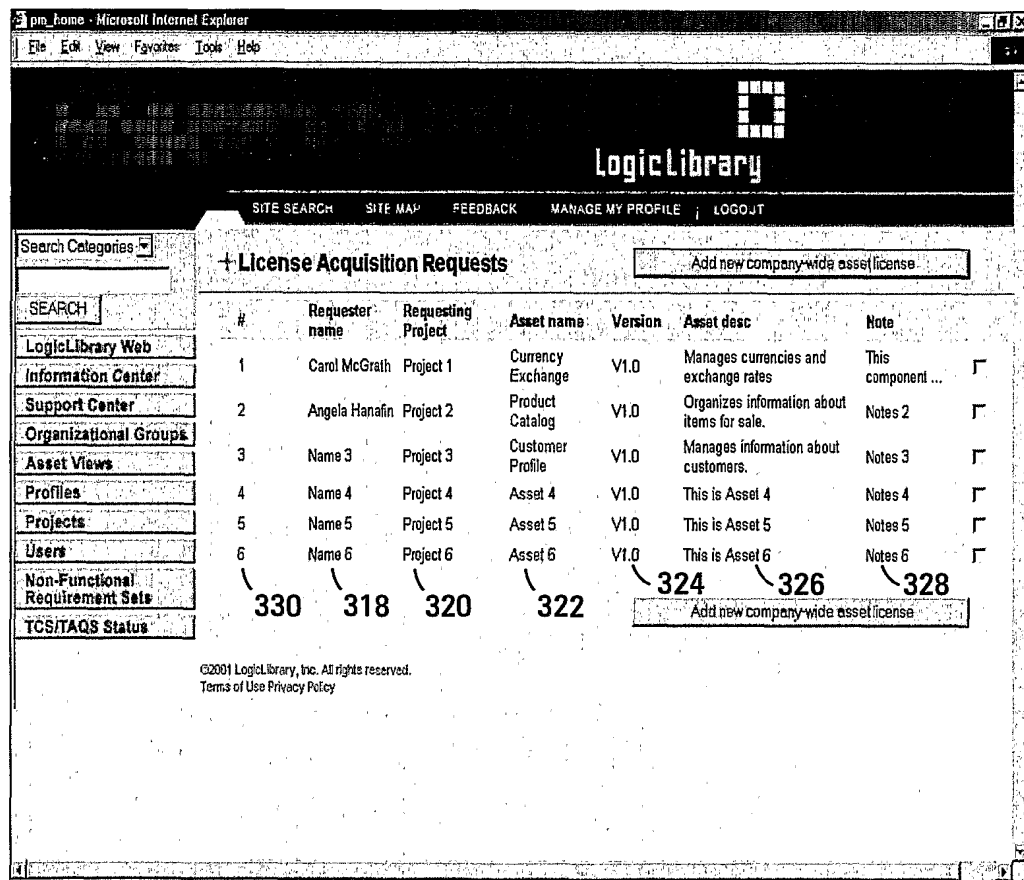 pm_home - Microsoft Internet Explorer
File Edit View Favorites Tools Help
LogicLibrary
SITE SEARCH SITE MAP FEEDBACK MANAGE MY PROFILE | LOGOUT
Search Categories
SEARCH
LogicLibrary Web
Information Center
Support Center
Organizational Groups
Asset Views
Profiles
Projects
Users
Non-Functional
Requirement Sets
TCS/TAQS Status
+ License Acquisition Requests
Add new company-wide asset license
# Requester name Requesting Project Asset name Version Asset desc Note
1 Carol McGrath Project 1 Currency Exchange V1.0 Manages currencies and exchange rates This component ...
2 Angela Hanafin Project 2 Product Catalog V1.0 Organizes information about items for sale. Notes 2
3 Name 3 Project 3 Customer Profile V1.0 Manages information about customers. Notes 3
4 Name 4 Project 4 Asset 4 V1.0 This is Asset 4 Notes 4
5 Name 5 Project 5 Asset 5 V1.0 This is Asset 5 Notes 5
6 Name 6 Project 6 Asset 6 V1.0 This is Asset 6 Notes 6
330 318 320 322 324 326 328
Add new company-wide asset license
©2001 LogicLibrary, Inc. All rights reserved.
Terms of Use Privacy Policy